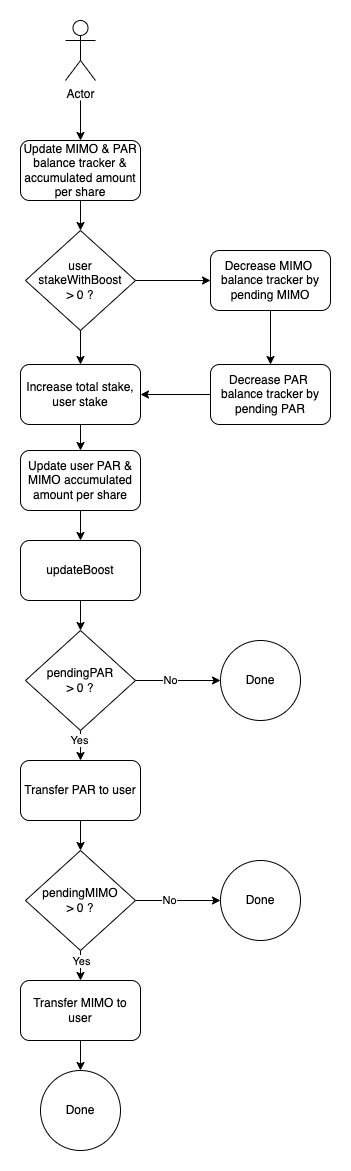 Actor
Update MIMO & PAR
balance tracker &
accumulated amount
per share
user
stakeWithBoost
> 0 ?
Decrease MIMO
balance tracker by
pending MIMO
Increase total stake,
user stake
Decrease PAR
balance tracker by
pending PAR
Update user PAR &
MIMO accumulated
amount per share
updateBoost
pendingPAR
> 0 ?
No
Done
Yes
Transfer PAR to user
pendingMIMO
> 0 ?
No
Done
Yes
Transfer MIMO to
user
Done